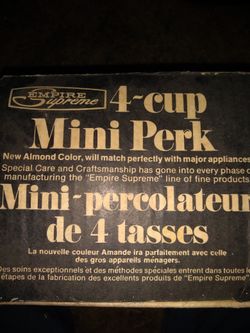 EMPIRE
Supreme
4-cup
Mini Perk
New Almond Color, will match perfectly with major appliances
Special Care and Craftsmanship has gone into every phase o
manufacturing the "Empire Supreme" line of fine products
Mini-percolateur
de 4 tasses
La nouvelle couleur Amande ira parfaitement avec celle
des gros appareils menagers.
Des soins exceptionnels et des méthodes spéciales entrent dans toutes le
étapes de la fabrication des excellents produits de "Empire Supreme"